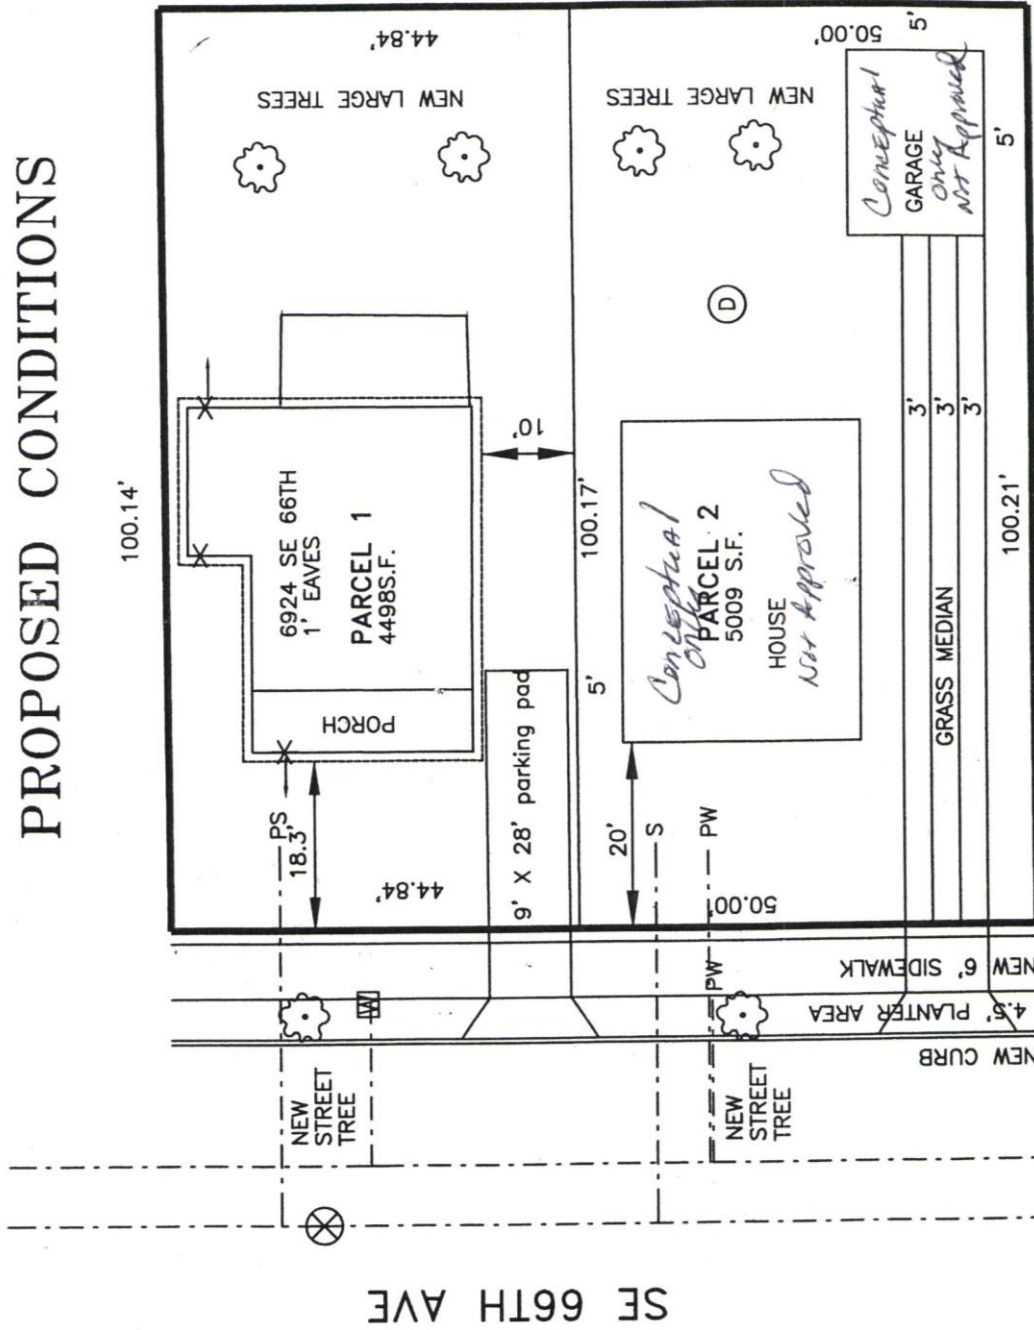 PROPOSED CONDITIONS
100.14'
44.84'
NEW LARGE TREES
6924 SE 66TH
1' EAVES
PARCEL 1
4498S.F.
PORCH
10'
PS
18.3'
44.84'
9' X 28' parking pad
100.17'
5'
NEW LARGE TREES
50.00'
5'
Conceptual
GARAGE
only
Not Approved
5'
D
Conceptual
only
PARCEL 2
5009 S.F.
HOUSE
Not Approved
20'
S
PW
50.00'
3'
3'
3'
GRASS MEDIAN
100.21'
W
PW
NEW 6' SIDEWALK
4.5' PLANTER AREA
NEW CURB
NEW
STREET
TREE
NEW
STREET
TREE
SE 66TH AVE